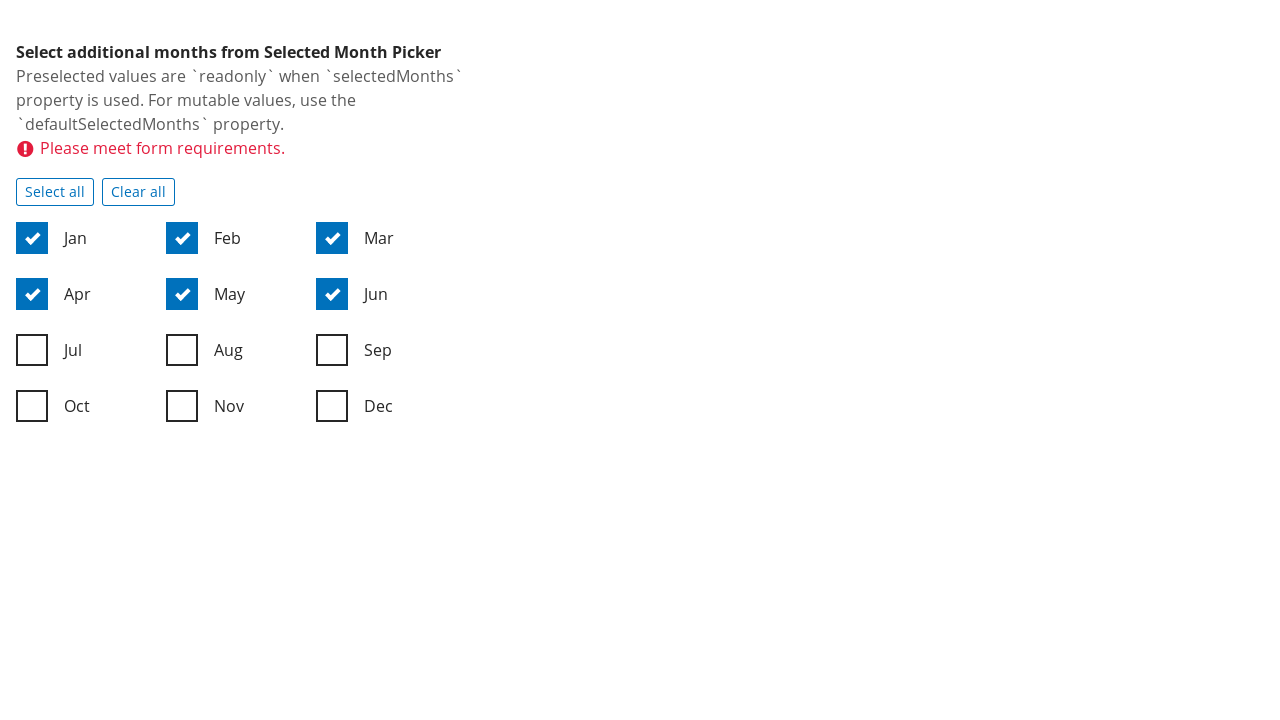 Select additional months from Selected Month Picker
Preselected values are `readonly` when `selectedMonths`
property is used. For mutable values, use the
`defaultSelectedMonths` property.
Please meet form requirements.
Select all Clear all
Jan Feb Mar
Apr May Jun
Jul Aug Sep
Oct Nov Dec